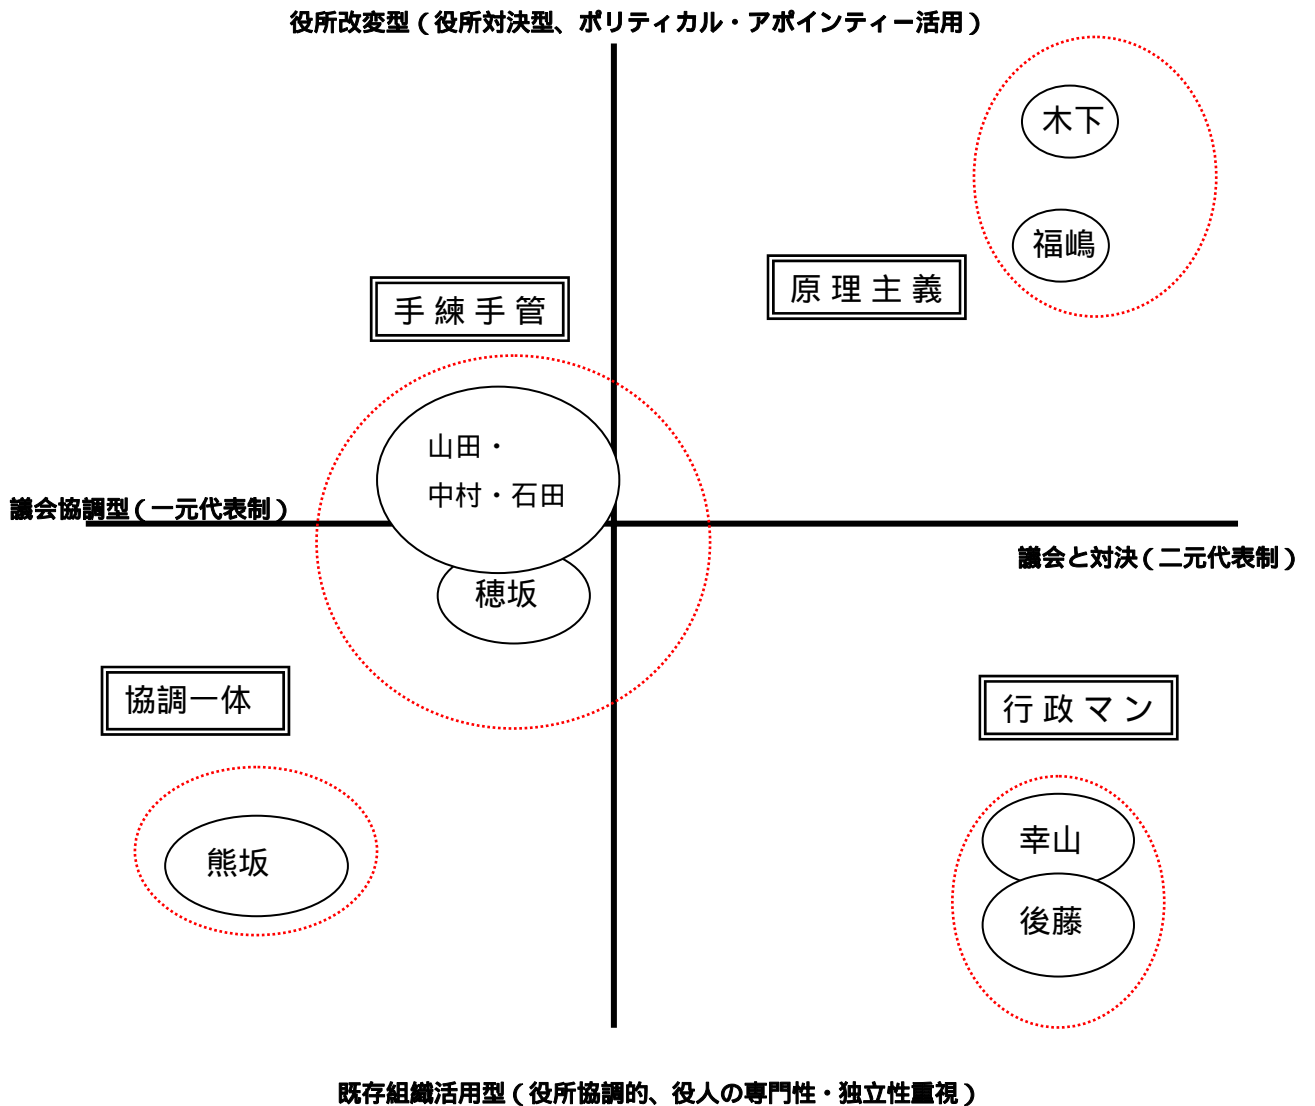 役所改変型（役所対決型、ポリティカル・アポインティー活用）
木下
福嶋
原理主義
手練手管
山田・
中村・石田
議会協調型（一元代表制）
議会と対決（二元代表制）
穂坂
協調一体
行政マン
幸山
熊坂
後藤
既存組織活用型（役所協調的、役人の専門性・独立性重視）